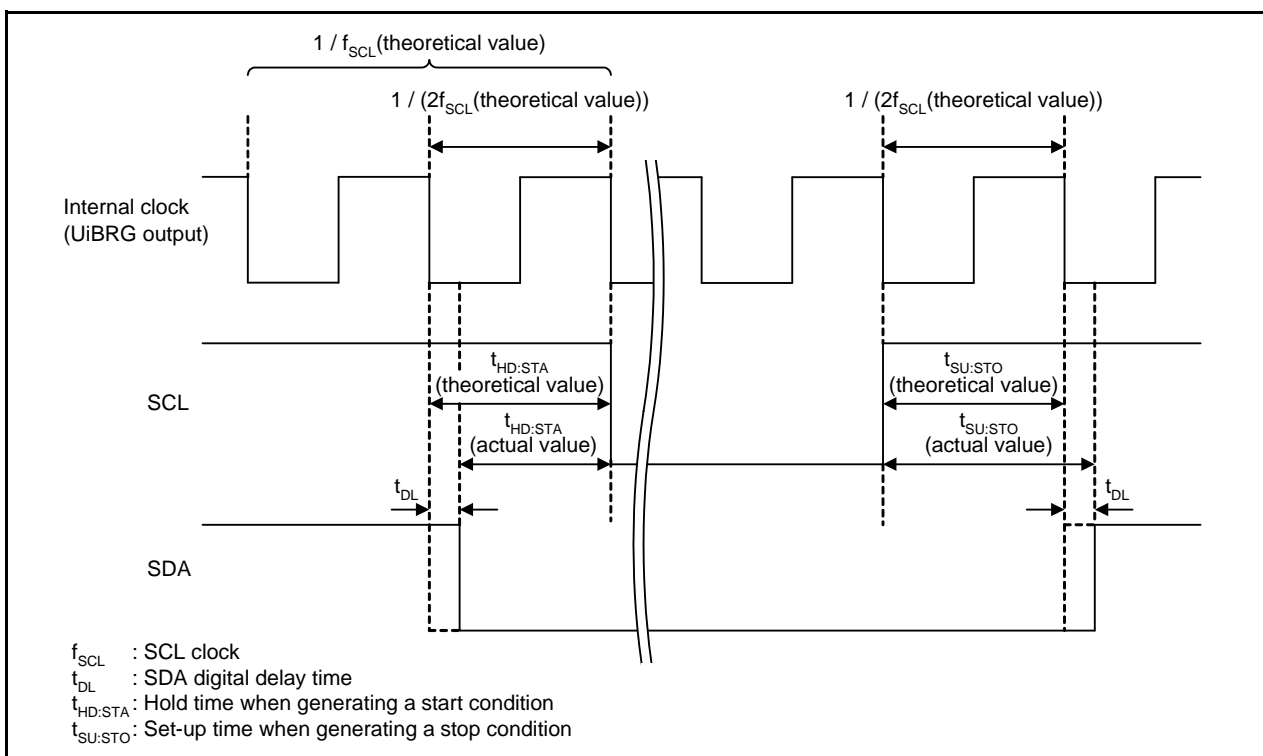 1 / fSCL(theoretical value)
1 / (2fSCL(theoretical value))
1 / (2fSCL(theoretical value))
Internal clock
(UiBRG output)
SCL
tHD:STA
(theoretical value)
tHD:STA
(actual value)
tSU:STO
(theoretical value)
tSU:STO
(actual value)
tDL
tDL
SDA
fSCL : SCL clock
tDL : SDA digital delay time
tHD:STA : Hold time when generating a start condition
tSU:STO : Set-up time when generating a stop condition